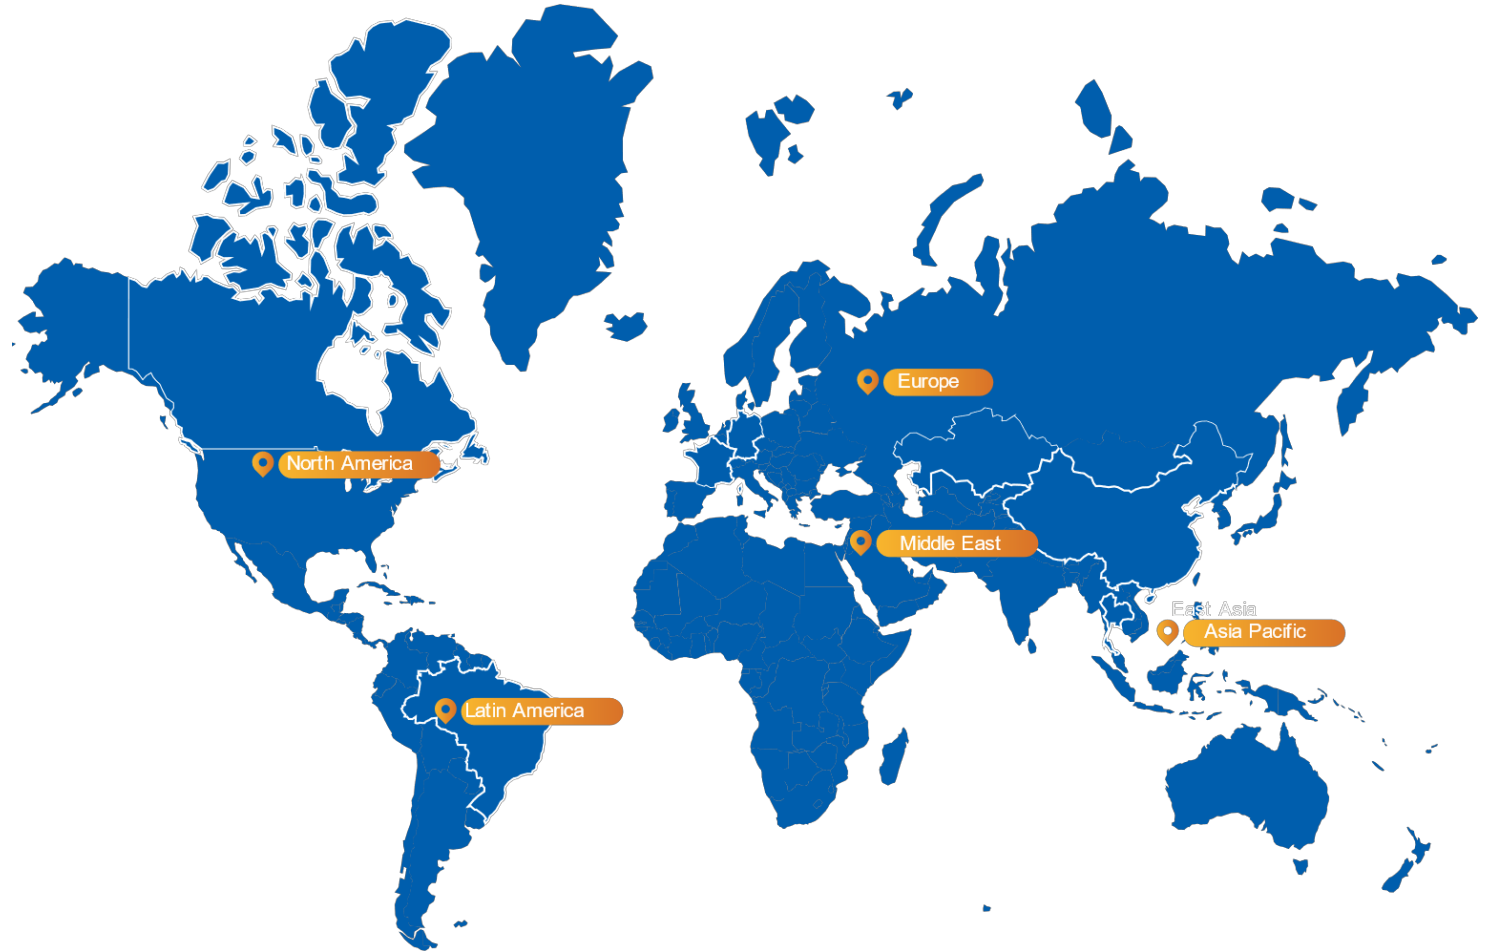 Europe
North America
Middle East
East Asia
Asia Pacific
Latin America